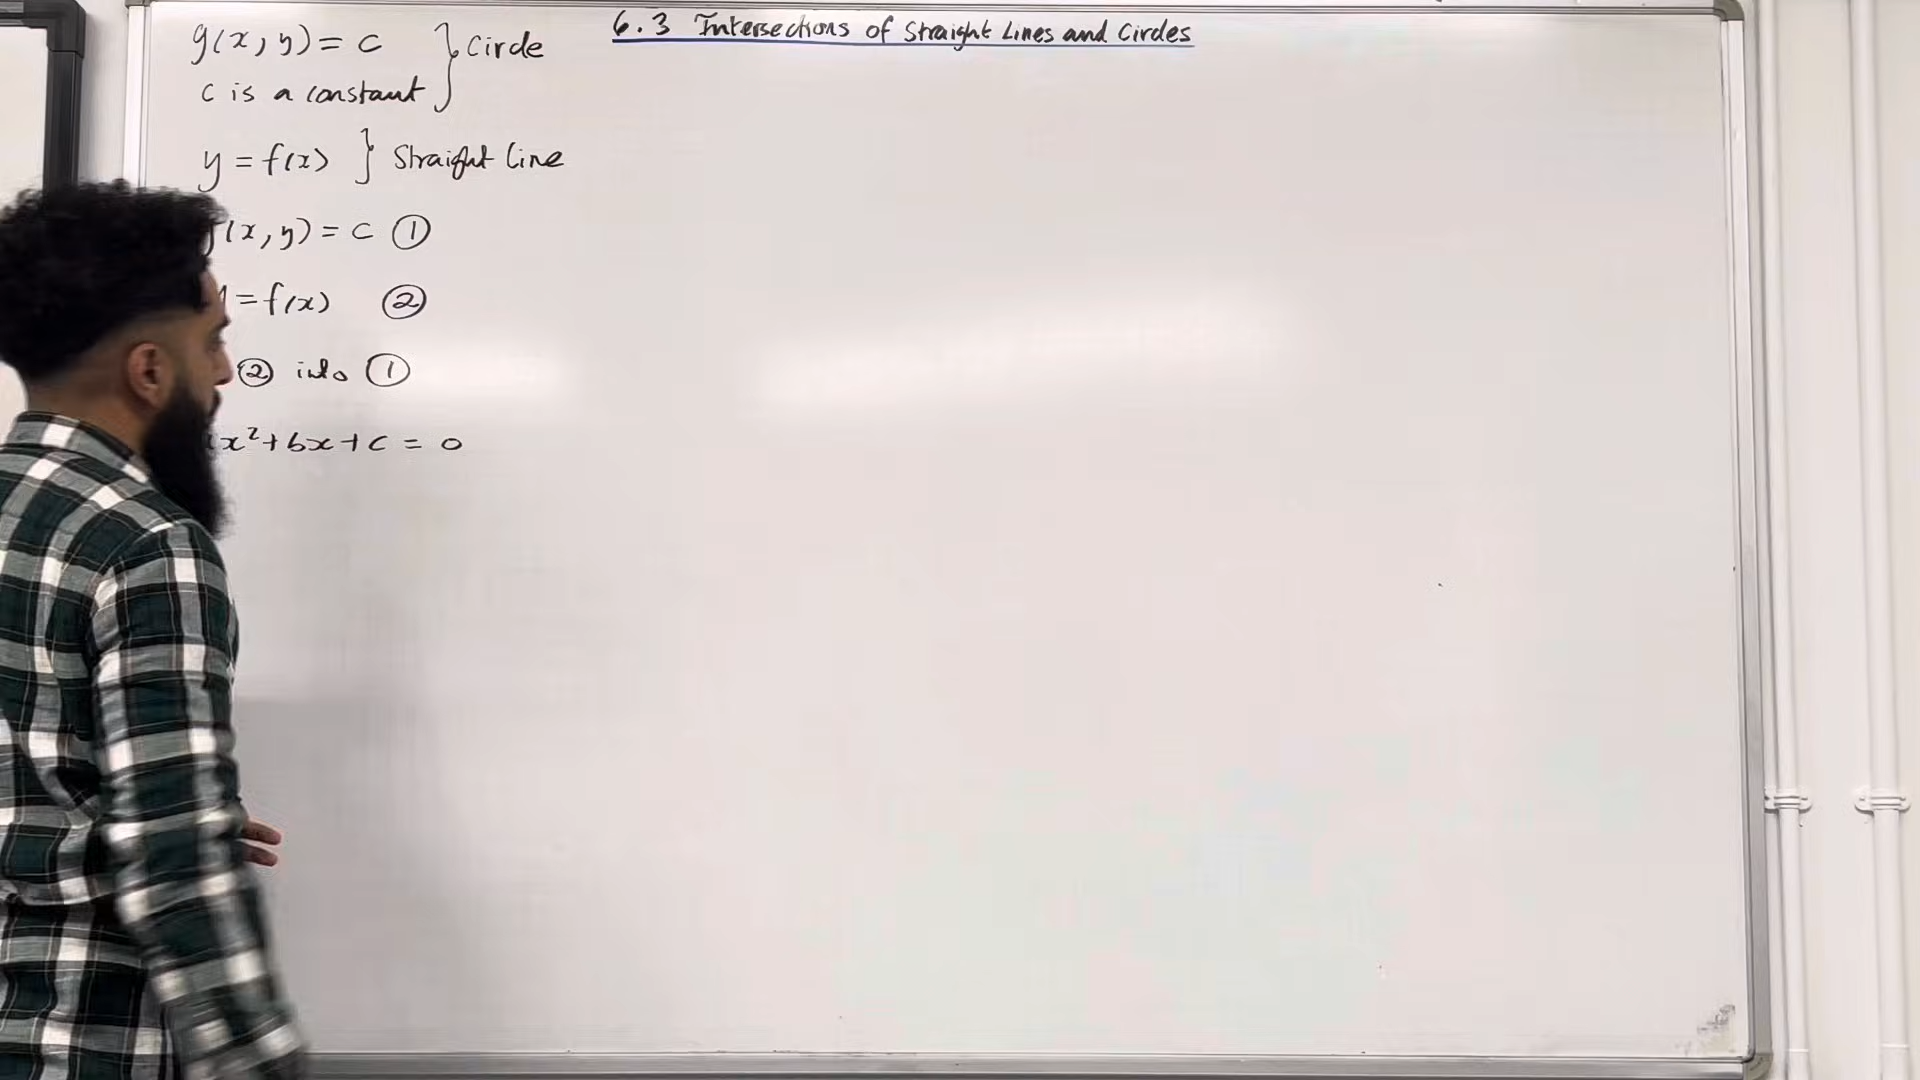 6.3 Intersections of Straight Lines and Circles
g(x, y) = c } Circle
c is a constant
y = f(x) } Straight Line
(x, y) = c ①
= f(x) ②
② into ①
x² + bx + c = 0